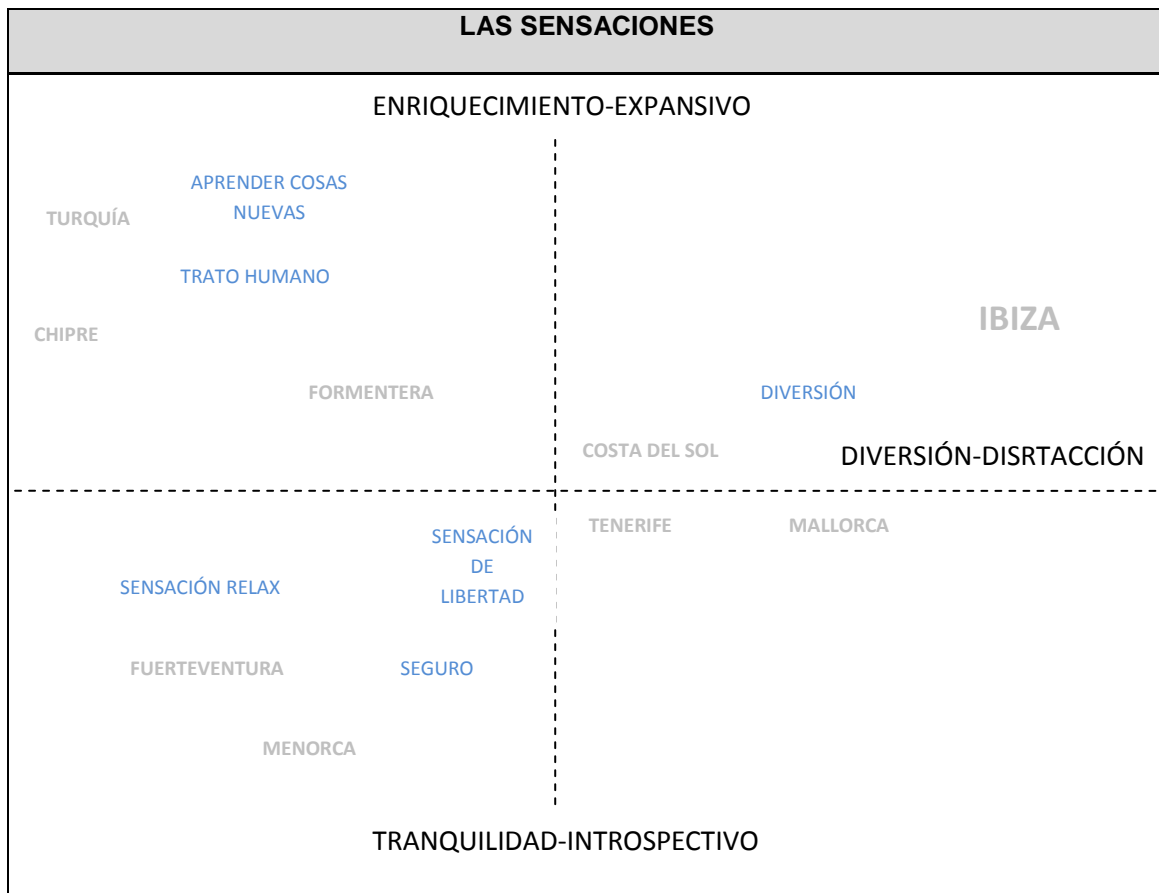 LAS SENSACIONES
ENRIQUECIMIENTO-EXPANSIVO
APRENDER COSAS
NUEVAS
TURQUÍA
TRATO HUMANO
IBIZA
CHIPRE
FORMENTERA
DIVERSIÓN
COSTA DEL SOL
DIVERSIÓN-DISRTACCIÓN
TENERIFE
MALLORCA
SENSACIÓN
DE
LIBERTAD
SENSACIÓN RELAX
FUERTEVENTURA
SEGURO
MENORCA
TRANQUILIDAD-INTROSPECTIVO